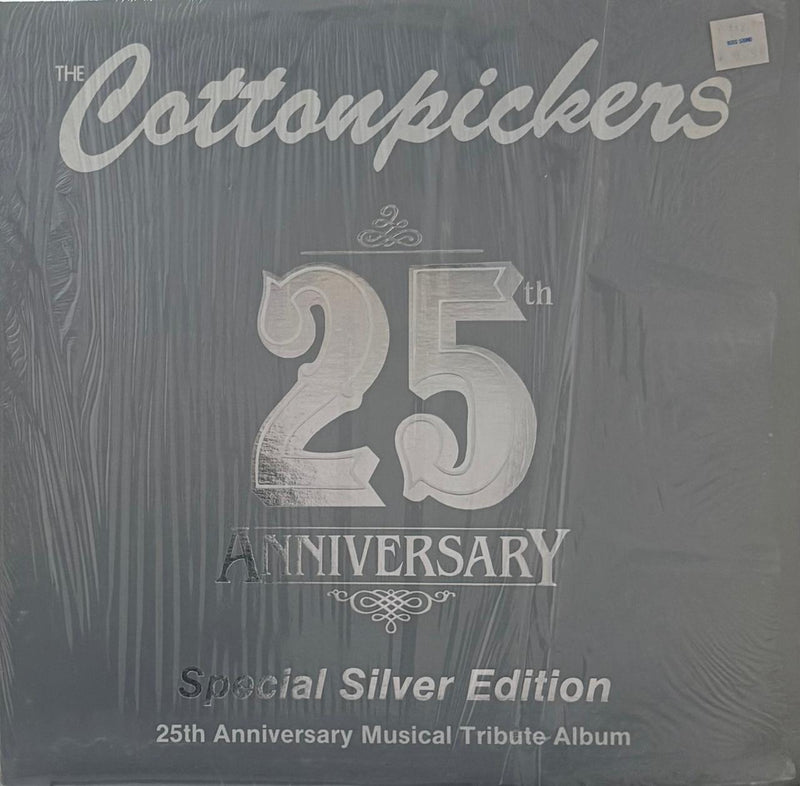 THE Cottonpickers
25th
ANNIVERSARY
Special Silver Edition
25th Anniversary Musical Tribute Album